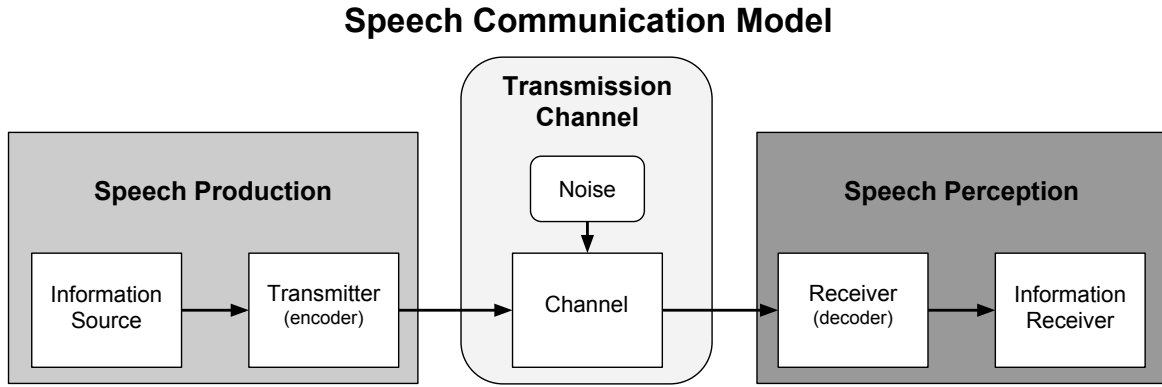 Speech Communication Model
Transmission
Channel
Speech Production
Noise
Speech Perception
Information
Source
Transmitter
(encoder)
Channel
Receiver
(decoder)
Information
Receiver